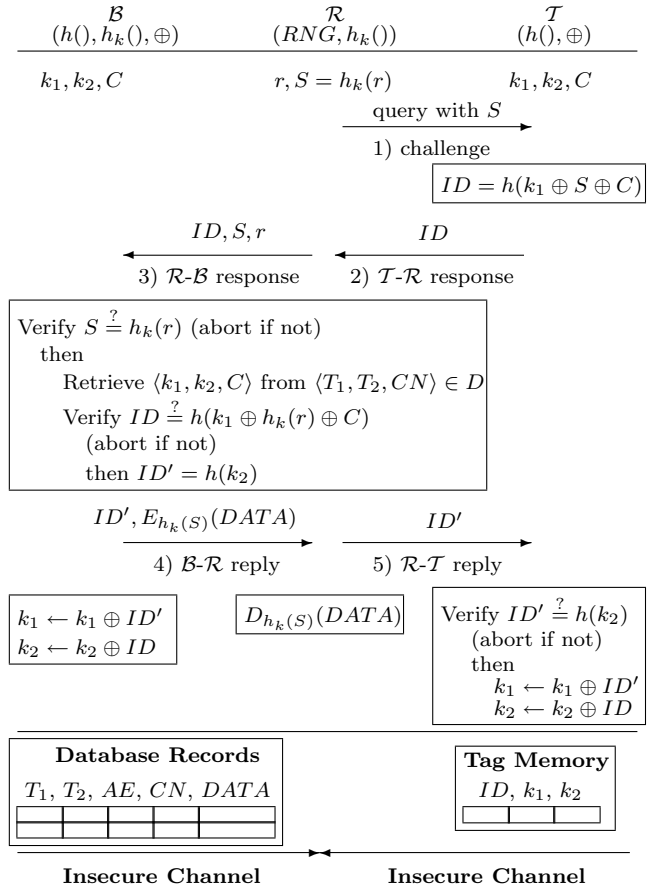 B R T
(h(), h_k(), ⊕) (RNG, h_k()) (h(), ⊕)
k_1, k_2, C r, S = h_k(r) k_1, k_2, C
query with S
1) challenge
ID = h(k_1 ⊕ S ⊕ C)
ID, S, r ID
3) R-B response 2) T-R response
Verify S ?= h_k(r) (abort if not)
then
Retrieve ⟨k_1, k_2, C⟩ from ⟨T_1, T_2, CN⟩ ∈ D
Verify ID ?= h(k_1 ⊕ h_k(r) ⊕ C)
(abort if not)
then ID' = h(k_2)
ID', E_{h_k(S)}(DATA) ID'
4) B-R reply 5) R-T reply
k_1 ← k_1 ⊕ ID'
k_2 ← k_2 ⊕ ID
D_{h_k(S)}(DATA)
Verify ID' ?= h(k_2)
(abort if not)
then
k_1 ← k_1 ⊕ ID'
k_2 ← k_2 ⊕ ID
Database Records
T_1, T_2, AE, CN, DATA
Tag Memory
ID, k_1, k_2
Insecure Channel Insecure Channel